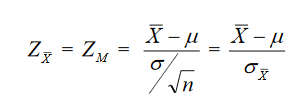 Z_X̄ = Z_M = (X̄ − μ) / (σ / √n) = (X̄ − μ) / σ_X̄